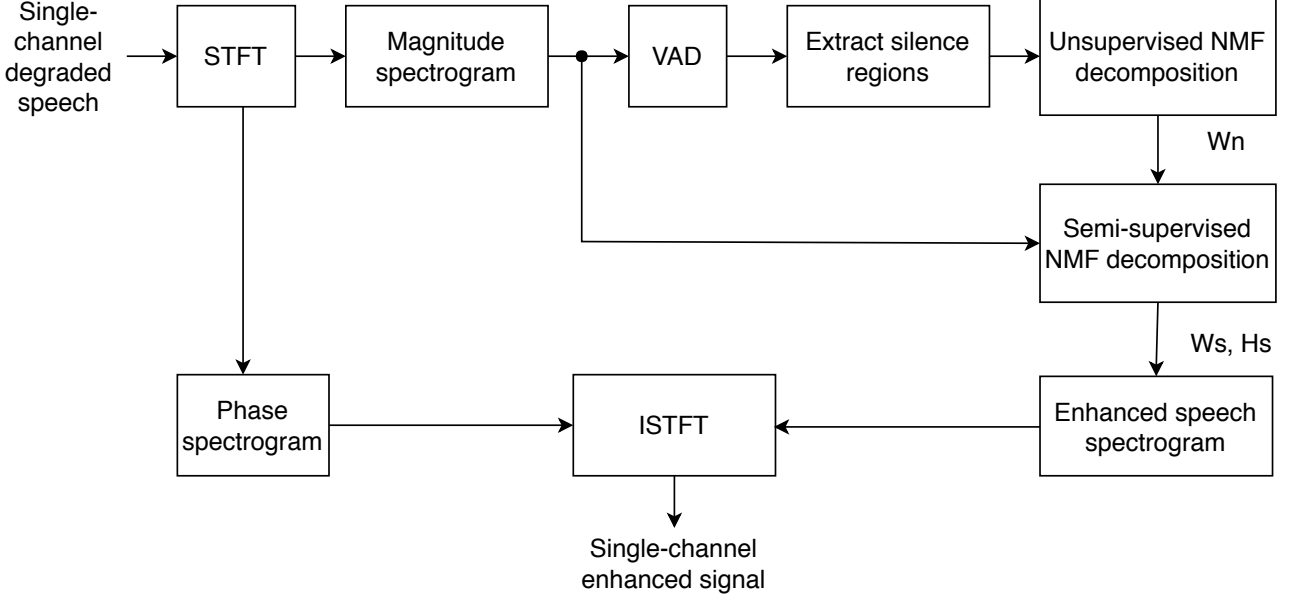 Single-
channel
degraded
speech
STFT
Magnitude
spectrogram
VAD
Extract silence
regions
Unsupervised NMF
decomposition
Wn
Semi-supervised
NMF decomposition
Ws, Hs
Phase
spectrogram
ISTFT
Enhanced speech
spectrogram
Single-channel
enhanced signal